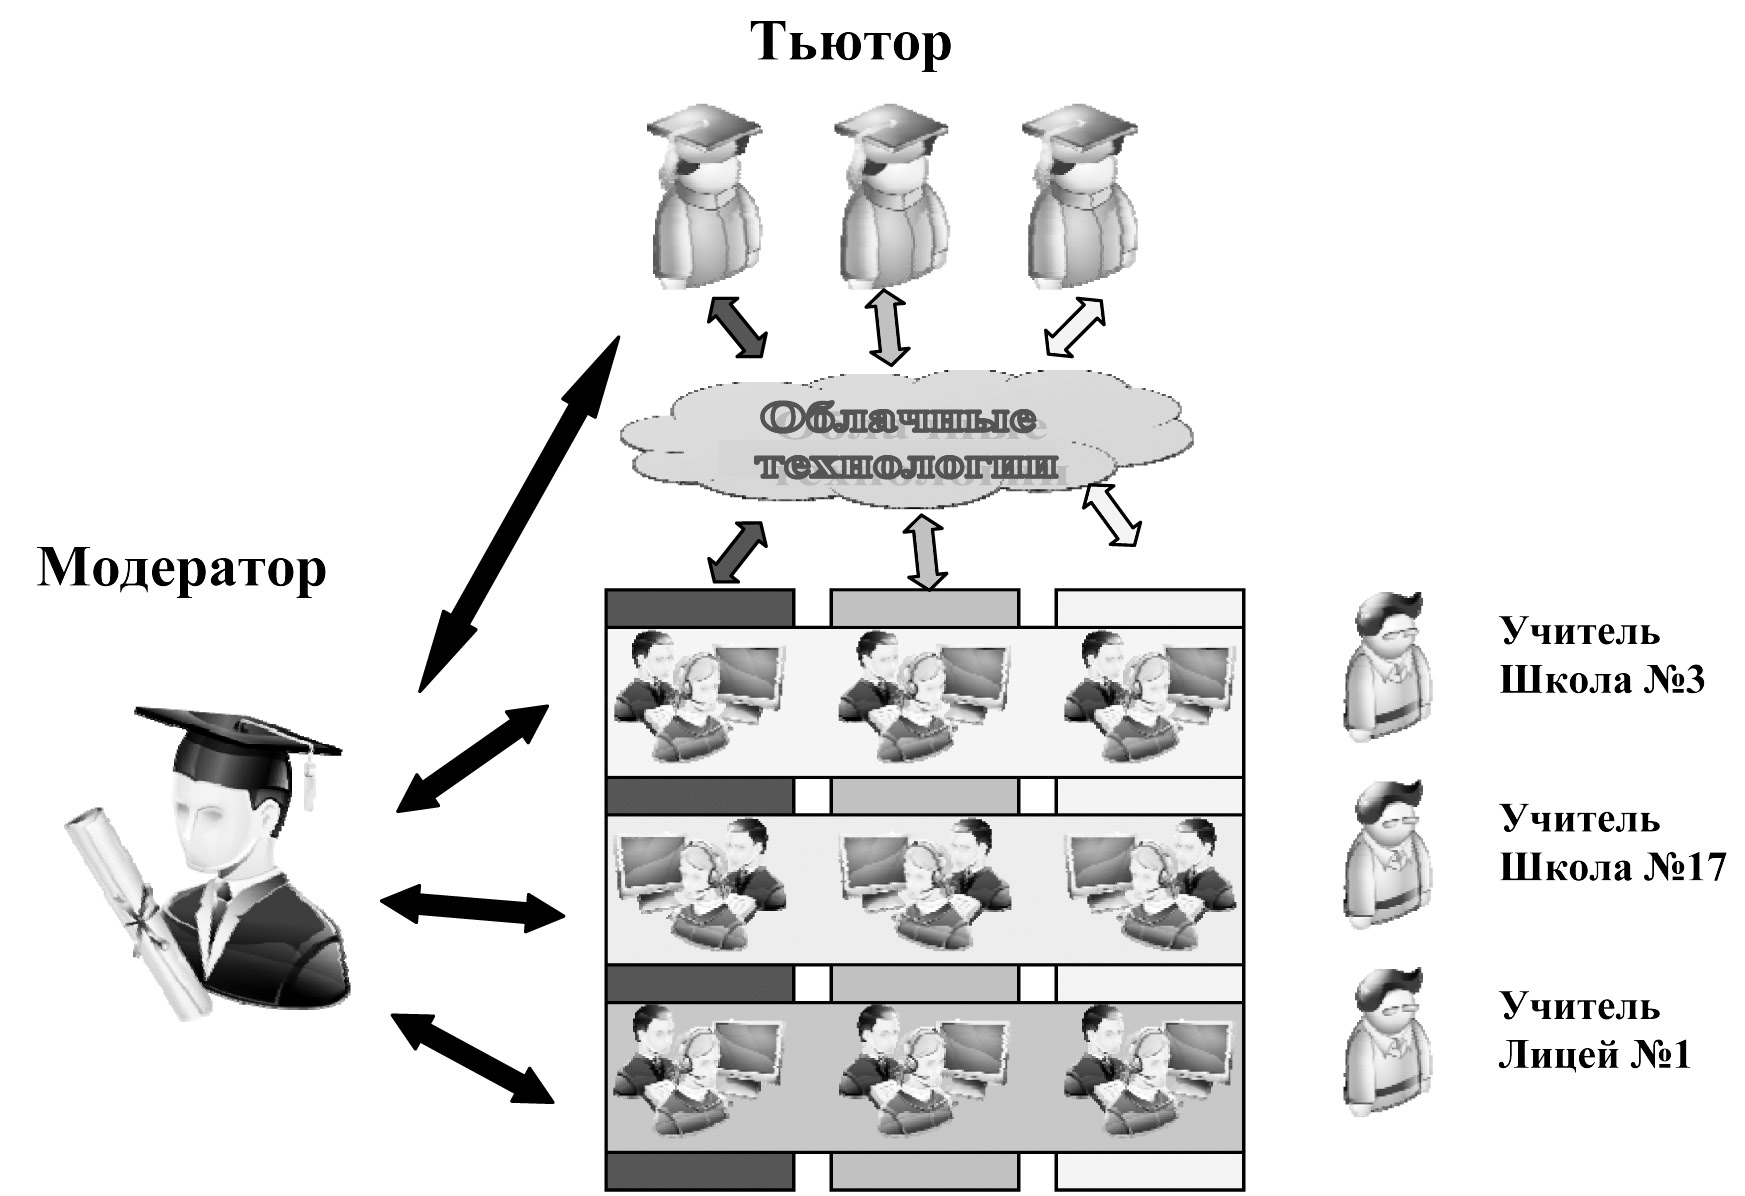 Тьютор
Облачные
технологии
Модератор
Учитель
Школа №3
Учитель
Школа №17
Учитель
Лицей №1